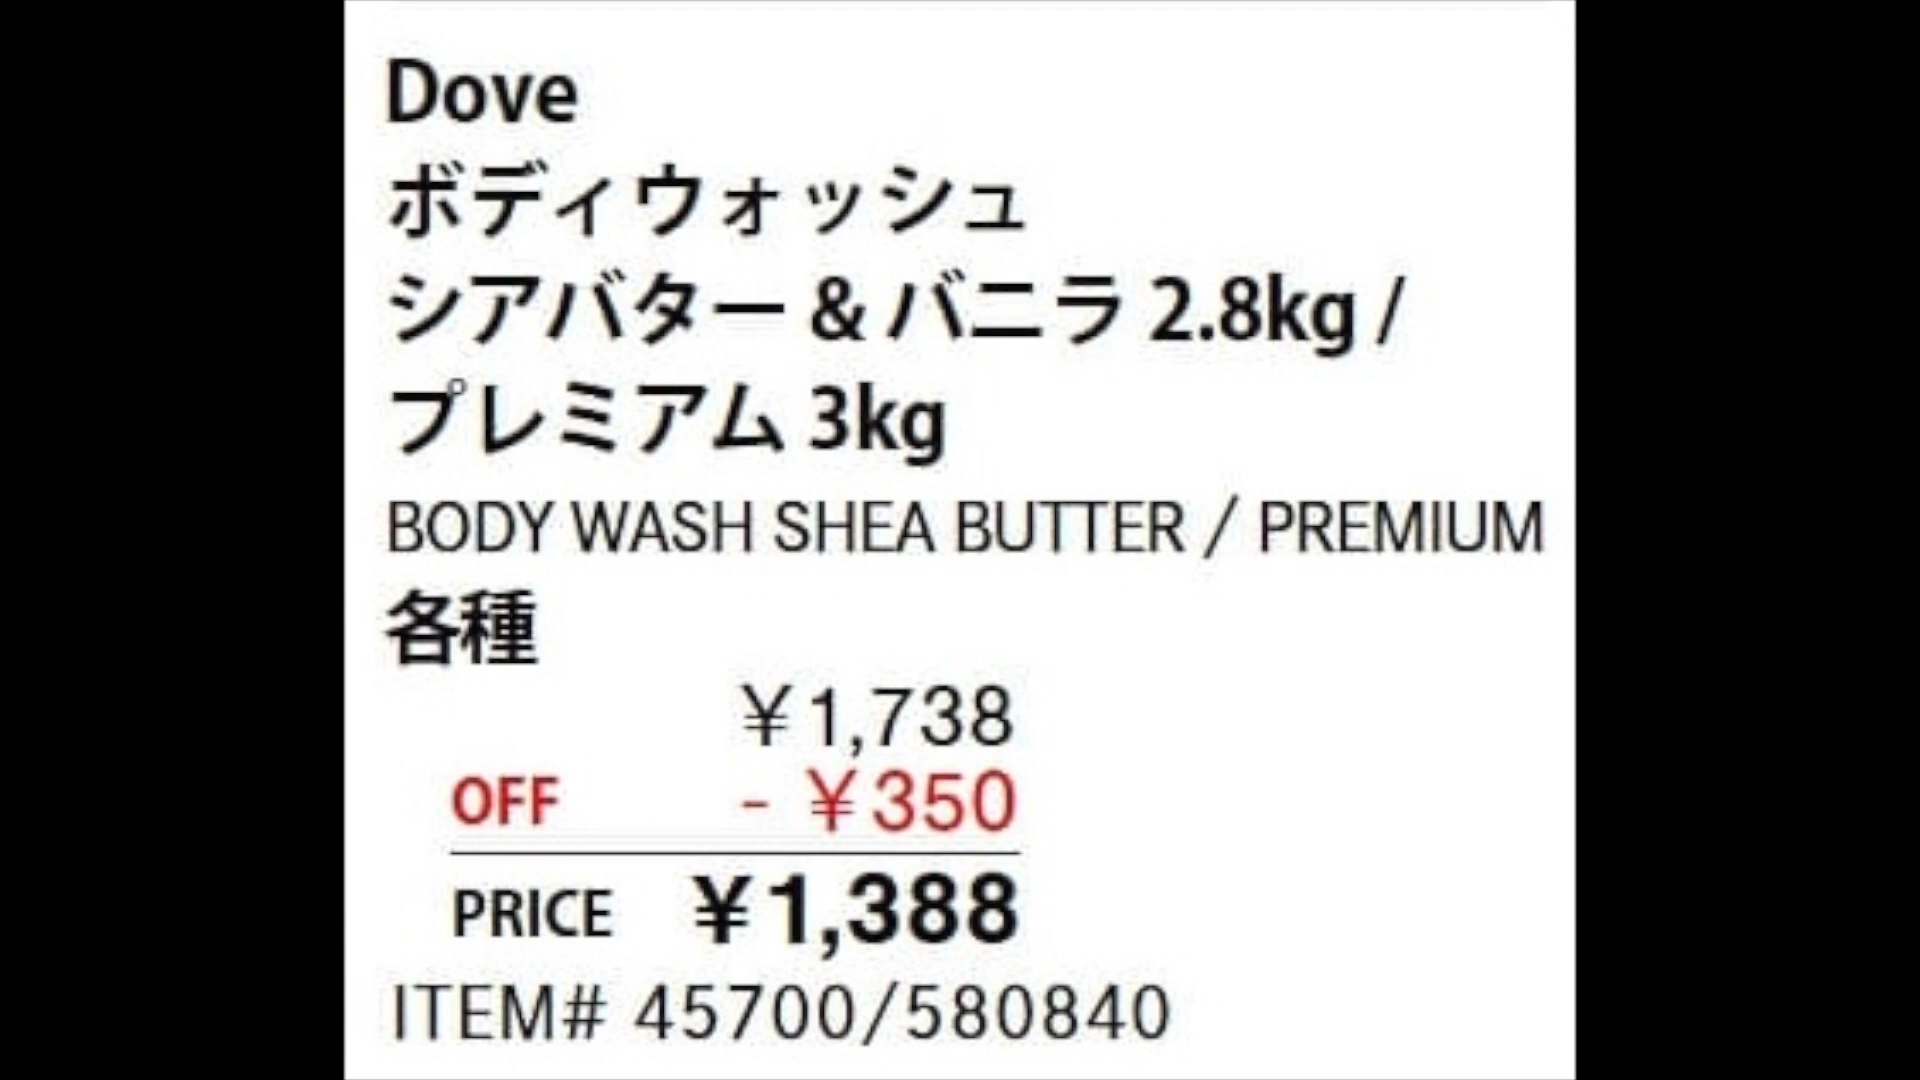 Dove
ボディウォッシュ
シアバター & バニラ 2.8kg /
プレミアム 3kg
BODY WASH SHEA BUTTER / PREMIUM
各種
¥1,738
OFF - ¥350
PRICE ¥1,388
ITEM# 45700/580840